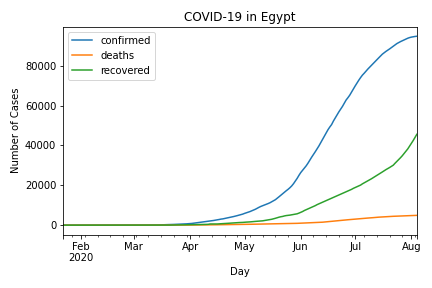 COVID-19 in Egypt
confirmed
deaths
recovered
Number of Cases
80000
60000
40000
20000
0
Feb Mar Apr May Jun Jul Aug
2020
Day